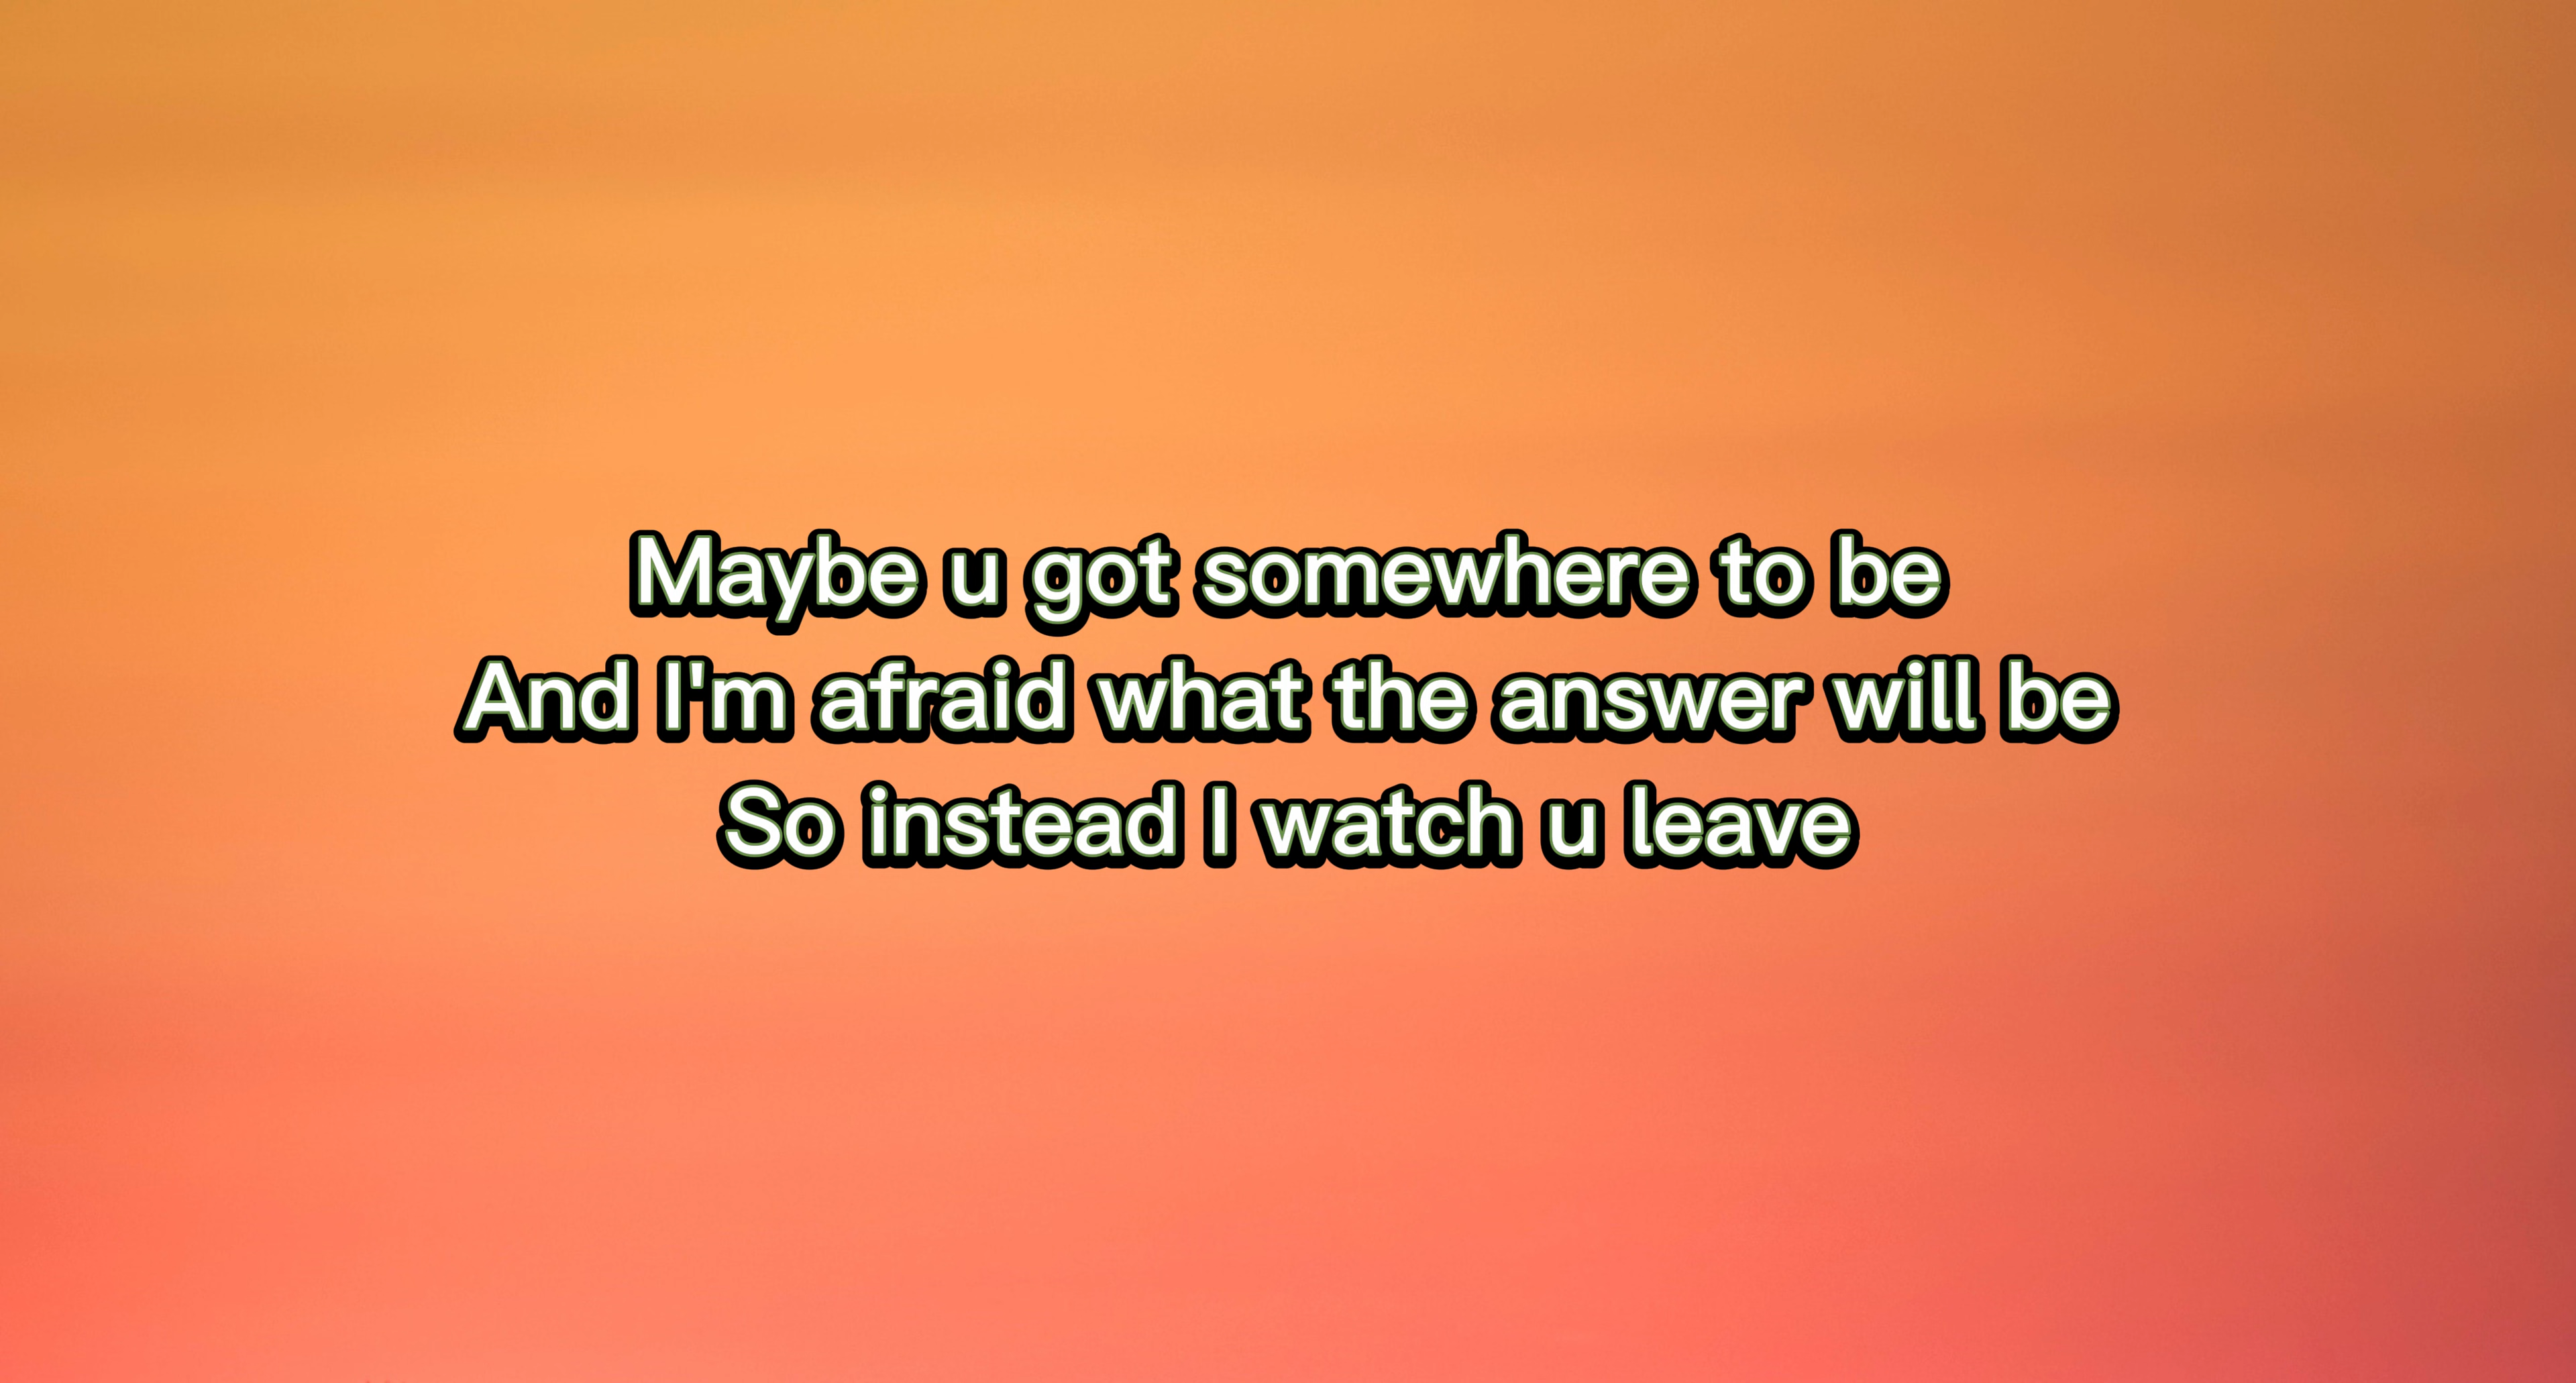 Maybe u got somewhere to be
And I'm afraid what the answer will be
So instead I watch u leave